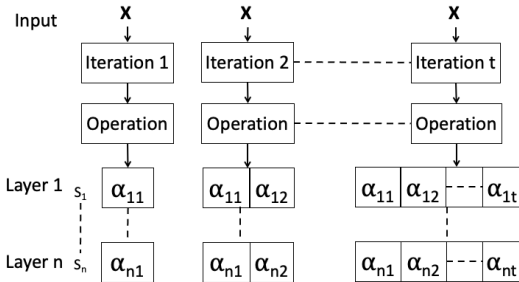 Input X X X
Iteration 1 Iteration 2 Iteration t
Operation Operation Operation
Layer 1 S₁ α₁₁ α₁₁ α₁₂ α₁₁ α₁₂ α₁ₜ
Layer n Sₙ αₙ₁ αₙ₁ αₙ₂ αₙ₁ αₙ₂ αₙₜ